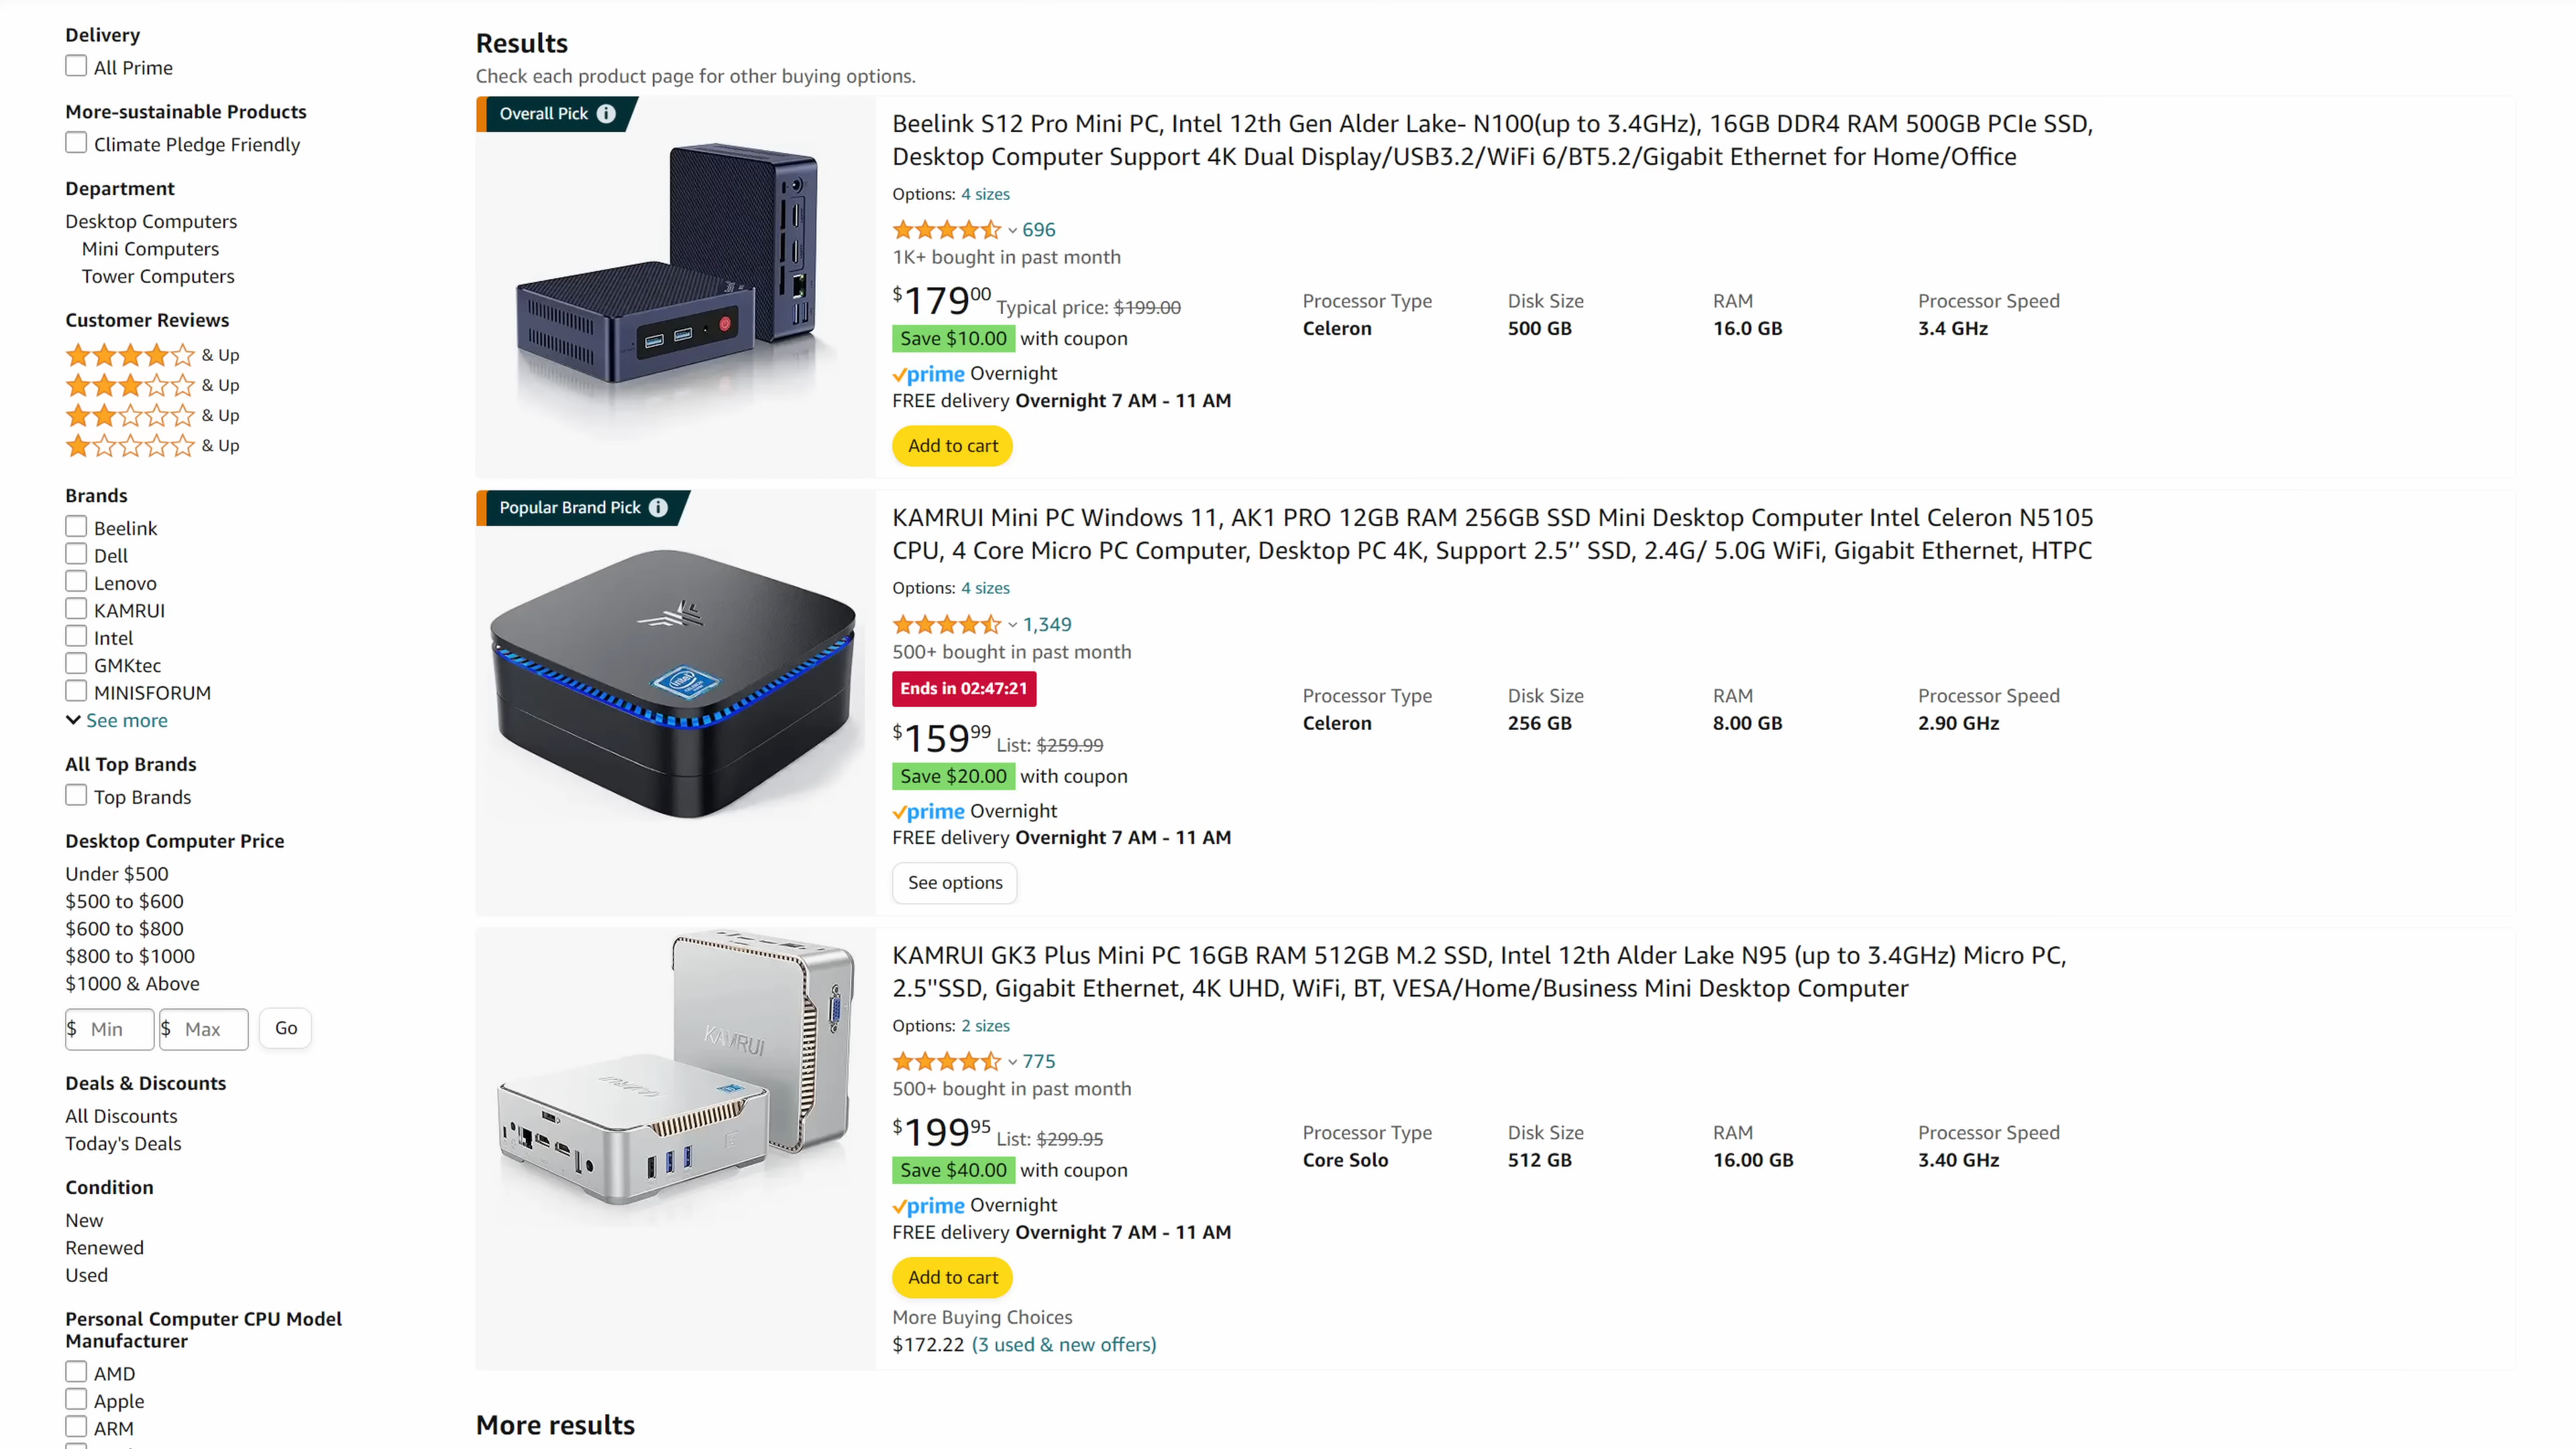 Delivery
All Prime
More-sustainable Products
Climate Pledge Friendly
Department
Desktop Computers
Mini Computers
Tower Computers
Customer Reviews
& Up
& Up
& Up
& Up
Brands
Beelink
Dell
Lenovo
KAMRUI
Intel
GMKtec
MINISFORUM
See more
All Top Brands
Top Brands
Desktop Computer Price
Under $500
$500 to $600
$600 to $800
$800 to $1000
$1000 & Above
$ Min $ Max Go
Deals & Discounts
All Discounts
Today's Deals
Condition
New
Renewed
Used
Personal Computer CPU Model
Manufacturer
AMD
Apple
ARM
Results
Check each product page for other buying options.
Overall Pick
Beelink S12 Pro Mini PC, Intel 12th Gen Alder Lake- N100(up to 3.4GHz), 16GB DDR4 RAM 500GB PCIe SSD,
Desktop Computer Support 4K Dual Display/USB3.2/WiFi 6/BT5.2/Gigabit Ethernet for Home/Office
Options: 4 sizes
696
1K+ bought in past month
$179.00 Typical price: $199.00
Save $10.00 with coupon
prime Overnight
FREE delivery Overnight 7 AM - 11 AM
Add to cart
Processor Type Disk Size RAM Processor Speed
Celeron 500 GB 16.0 GB 3.4 GHz
Popular Brand Pick
KAMRUI Mini PC Windows 11, AK1 PRO 12GB RAM 256GB SSD Mini Desktop Computer Intel Celeron N5105
CPU, 4 Core Micro PC Computer, Desktop PC 4K, Support 2.5’’ SSD, 2.4G/ 5.0G WiFi, Gigabit Ethernet, HTPC
Options: 4 sizes
1,349
500+ bought in past month
Ends in 02:47:21
$159 99 List: $259.99
Save $20.00 with coupon
prime Overnight
FREE delivery Overnight 7 AM - 11 AM
See options
Processor Type Disk Size RAM Processor Speed
Celeron 256 GB 8.00 GB 2.90 GHz
intel
KAMRUI GK3 Plus Mini PC 16GB RAM 512GB M.2 SSD, Intel 12th Alder Lake N95 (up to 3.4GHz) Micro PC,
2.5"SSD, Gigabit Ethernet, 4K UHD, WiFi, BT, VESA/Home/Business Mini Desktop Computer
Options: 2 sizes
775
500+ bought in past month
$199 95 List: $299.95
Save $40.00 with coupon
prime Overnight
FREE delivery Overnight 7 AM - 11 AM
Add to cart
More Buying Choices
$172.22 (3 used & new offers)
Processor Type Disk Size RAM Processor Speed
Core Solo 512 GB 16.00 GB 3.40 GHz
KAMRUI
KAMRUI
More results